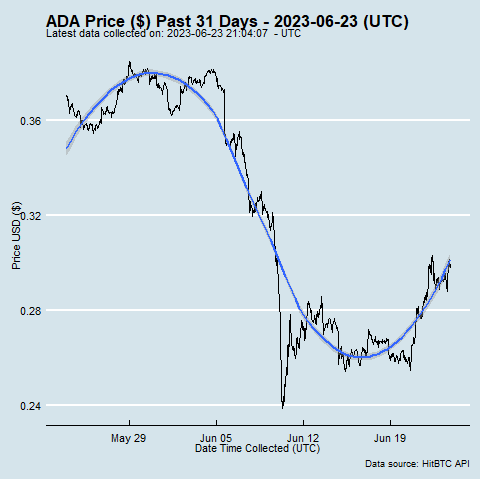 ADA Price ($) Past 31 Days - 2023-06-23 (UTC)
Latest data collected on: 2023-06-23 21:04:07 - UTC
0.36
0.32
0.28
0.24
Price USD ($)
May 29
Jun 05
Jun 12
Jun 19
Date Time Collected (UTC)
Data source: HitBTC API